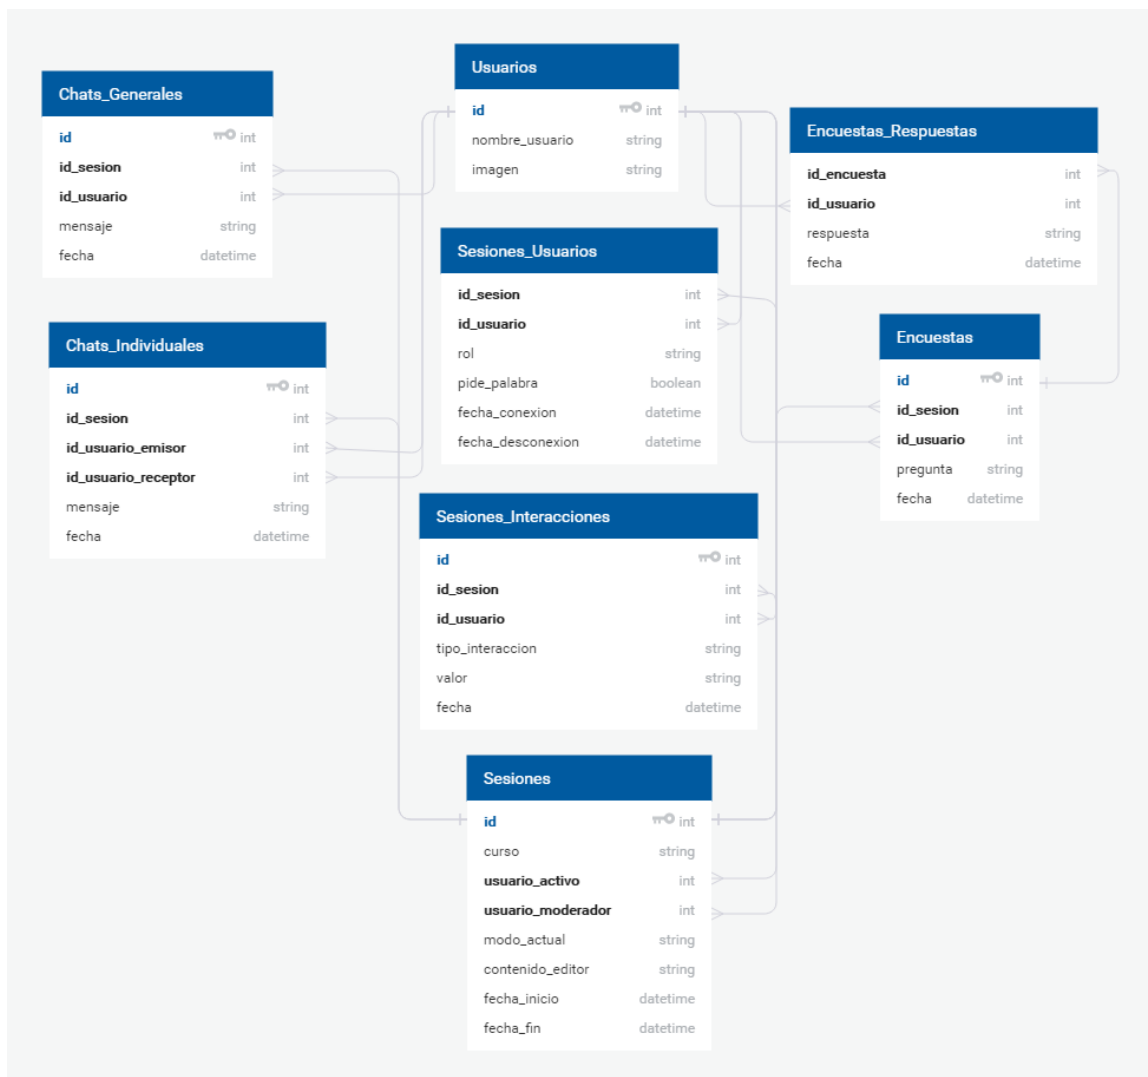 Usuarios
id int
nombre_usuario string
imagen string
Chats_Generales
id int
id_sesion int
id_usuario int
mensaje string
fecha datetime
Encuestas_Respuestas
id_encuesta int
id_usuario int
respuesta string
fecha datetime
Sesiones_Usuarios
id_sesion int
id_usuario int
rol string
pide_palabra boolean
fecha_conexion datetime
fecha_desconexion datetime
Chats_Individuales
id int
id_sesion int
id_usuario_emisor int
id_usuario_receptor int
mensaje string
fecha datetime
Encuestas
id int
id_sesion int
id_usuario int
pregunta string
fecha datetime
Sesiones_Interacciones
id int
id_sesion int
id_usuario int
tipo_interaccion string
valor string
fecha datetime
Sesiones
id int
curso string
usuario_activo int
usuario_moderador int
modo_actual string
contenido_editor string
fecha_inicio datetime
fecha_fin datetime